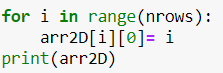 for i in range(nrows):
    arr2D[i][0]= i
print(arr2D)